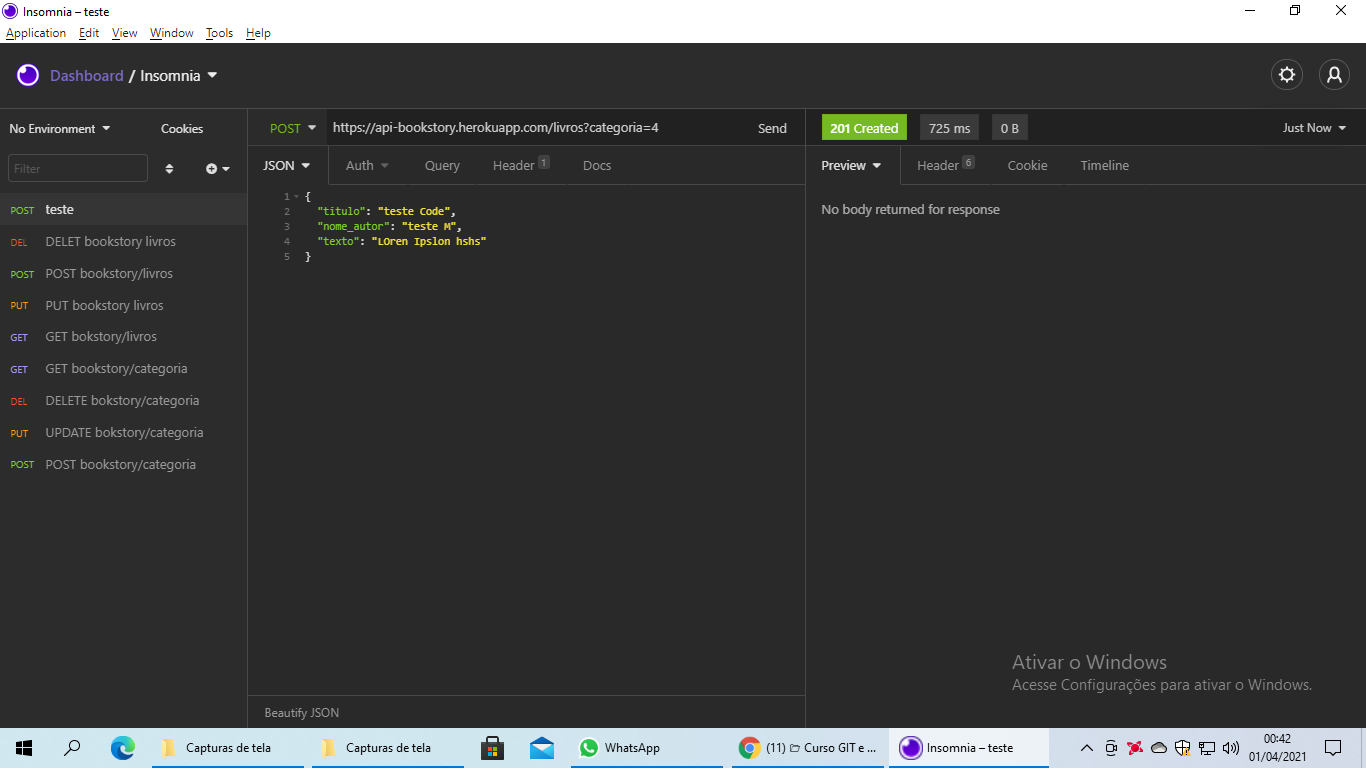 Insomnia – teste
Application Edit View Window Tools Help
Dashboard / Insomnia
No Environment Cookies
POST https://api-bookstory.herokuapp.com/livros?categoria=4 Send
201 Created 725 ms 0 B Just Now
Filter
JSON Auth Query Header 1 Docs
Preview Header 6 Cookie Timeline
POST teste
DEL DELET bookstory livros
POST POST bookstory/livros
PUT PUT bookstory livros
GET GET bokstory/livros
GET GET bookstory/categoria
DEL DELETE bokstory/categoria
PUT UPDATE bokstory/categoria
POST POST bookstory/categoria
1 {
2 "titulo": "teste Code",
3 "nome_autor": "teste M",
4 "texto": "LOren Ipslon hshs"
5 }
No body returned for response
Beautify JSON
Ativar o Windows
Acesse Configurações para ativar o Windows.
Capturas de tela Capturas de tela WhatsApp (11) Curso GIT e ... Insomnia – teste
00:42
01/04/2021